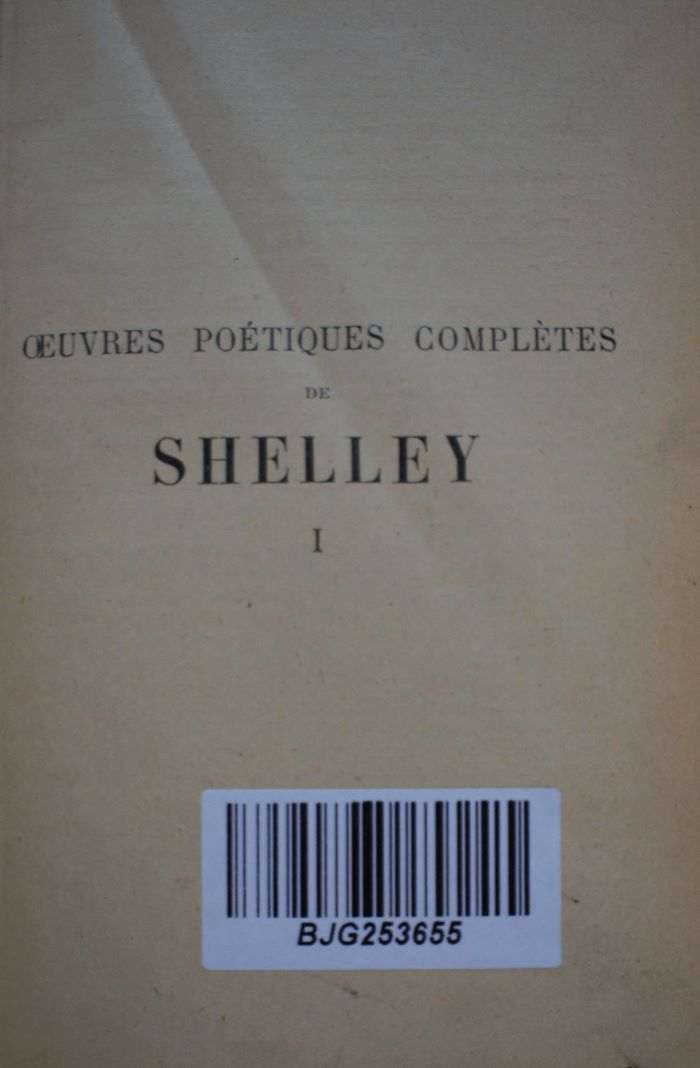 ŒUVRES POÉTIQUES COMPLÈTES
DE
SHELLEY
I
BJG253655